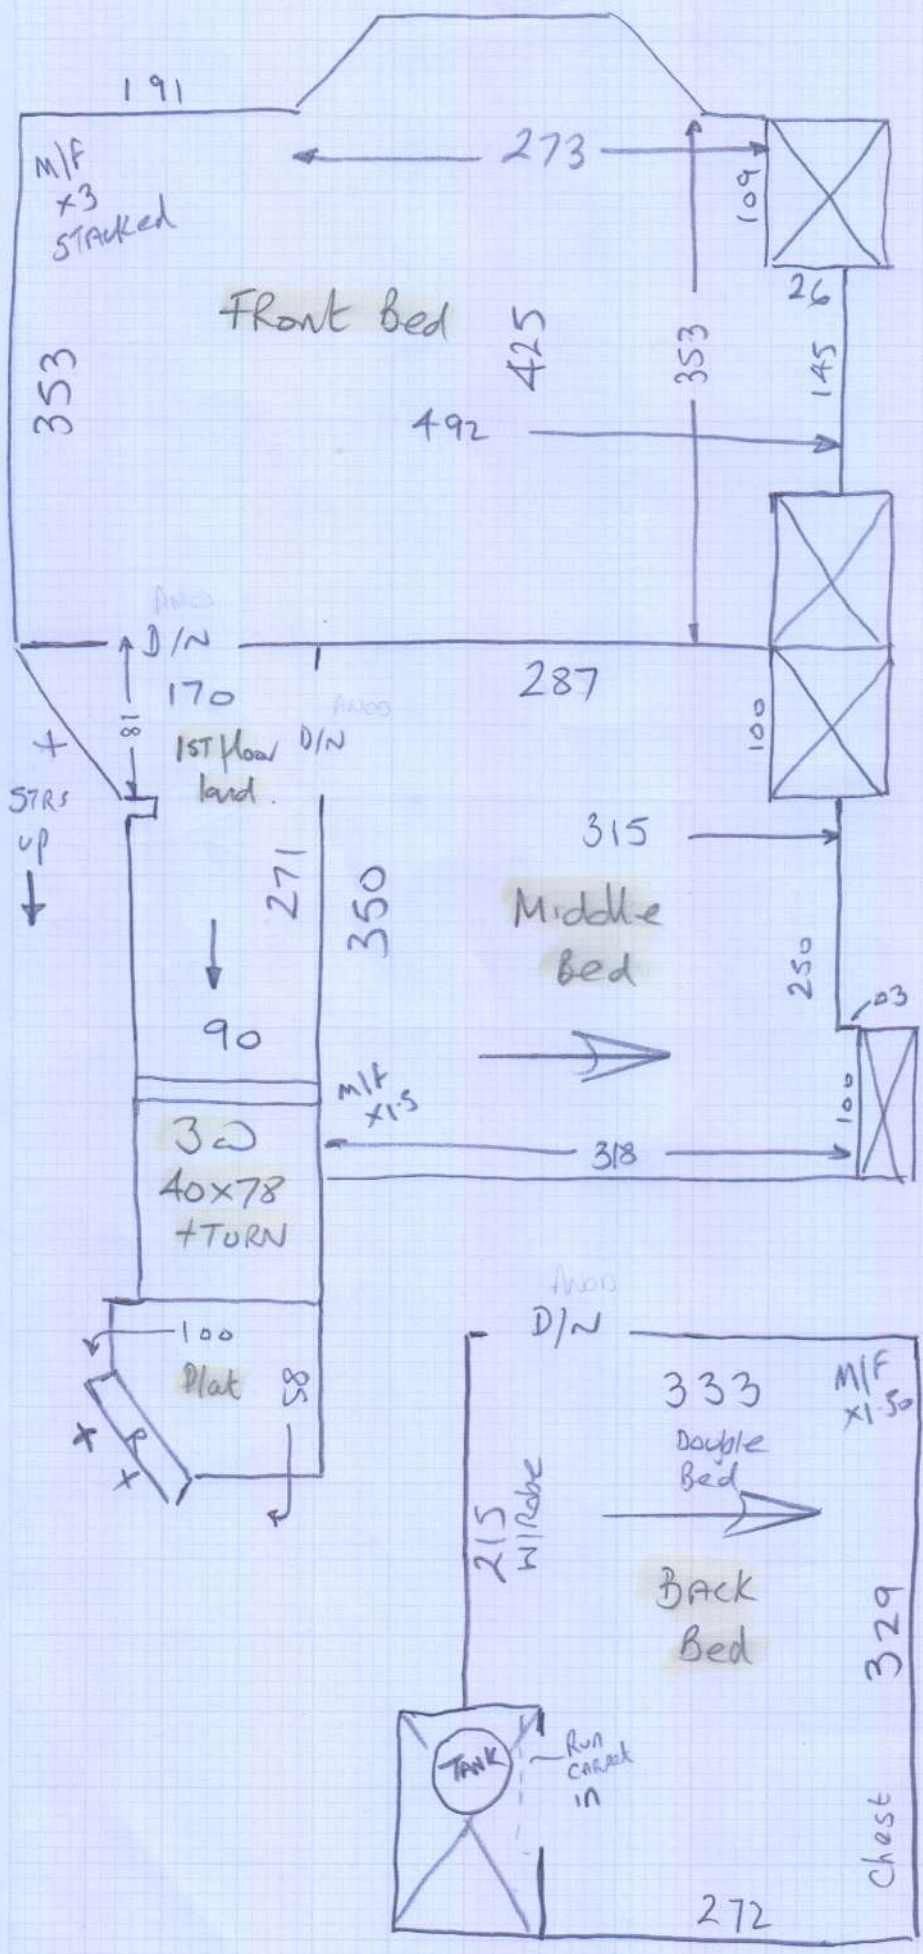 191
M/F
x3
STACKed
273
109
FRont Bed
26
425
353
145
353
492
D/N
170
287
81
1ST floor
land.
D/N
100
+
STRS
UP
315
271
350
Middle
Bed
250
90
03
M/F
x1.5
100
3
40x78
+TURN
318
100
Plat
85
+
+
D/N
333
M/F
x1.50
Double
Bed
215
W/Robe
BACK
Bed
329
TANK
Run
CARPet
in
Chest
272